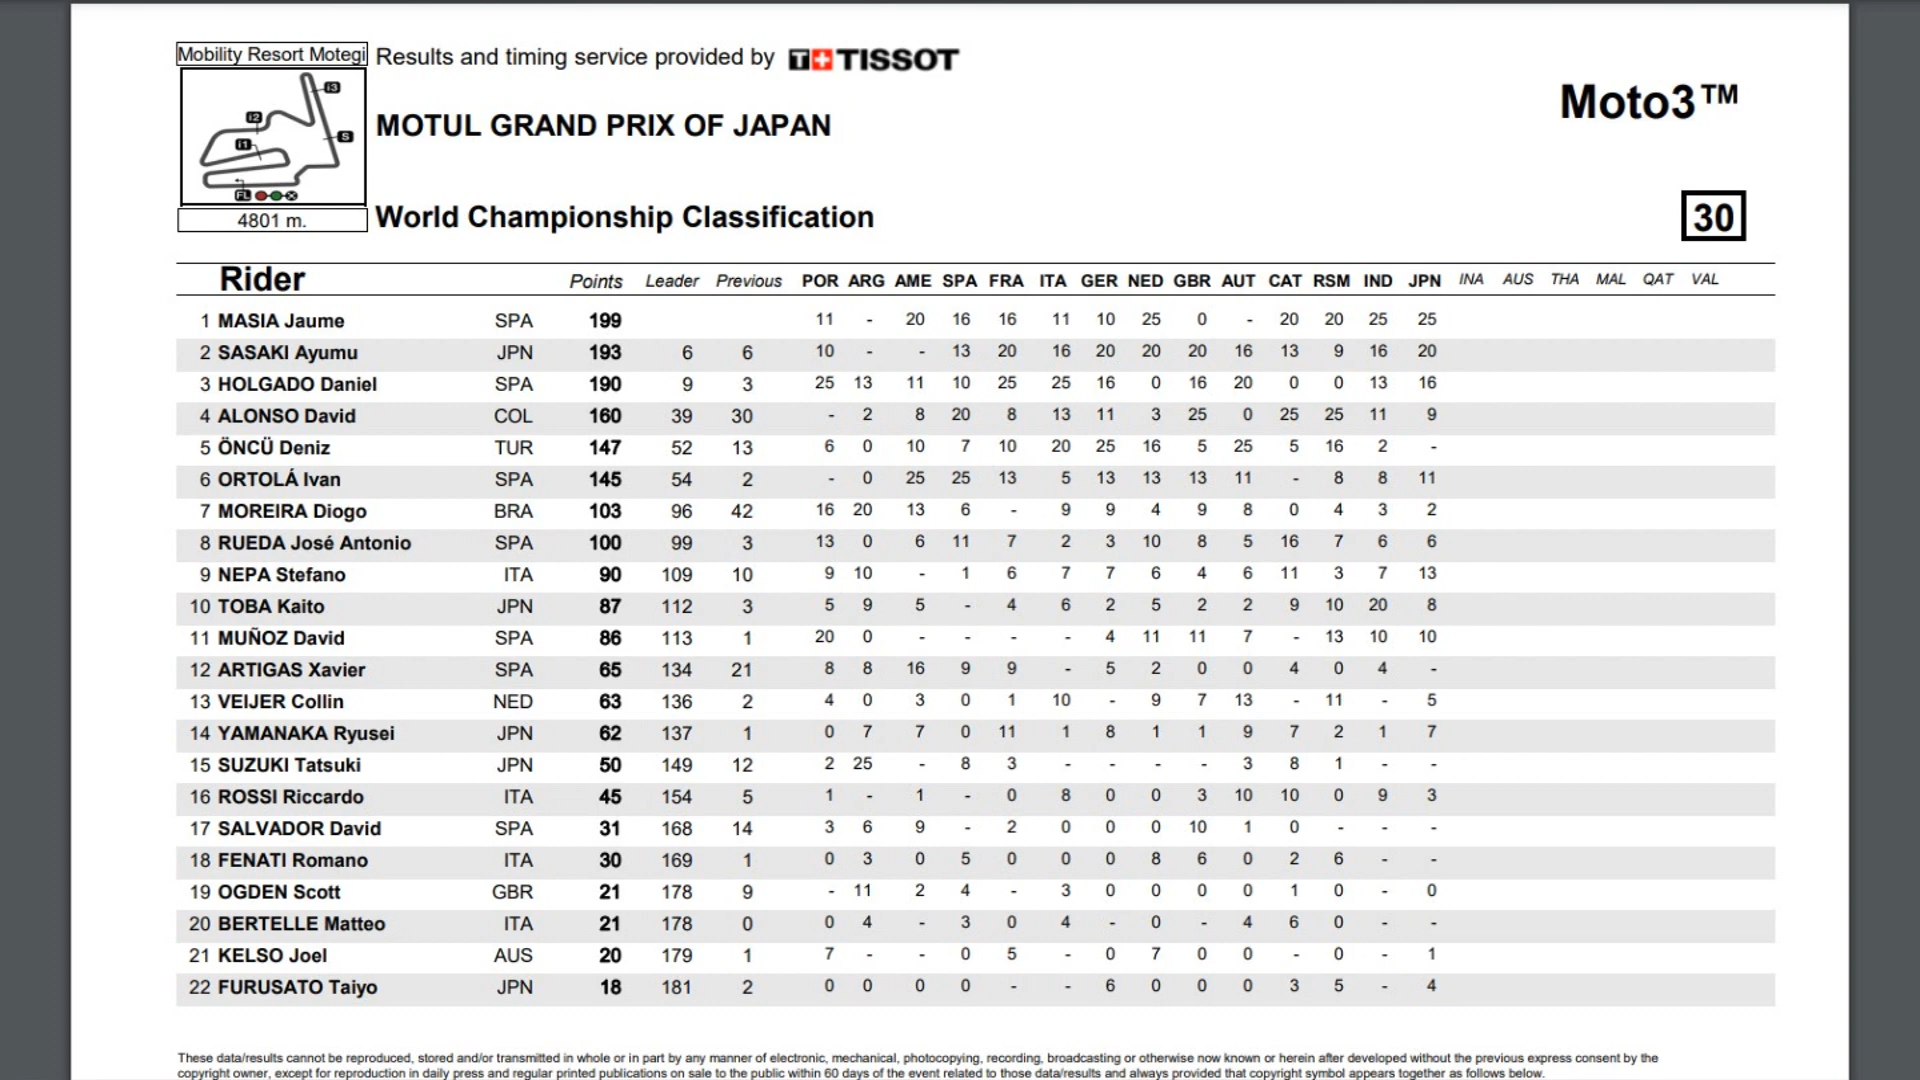 Mobility Resort Motegi Results and timing service provided by T+TISSOT
Moto3™
MOTUL GRAND PRIX OF JAPAN
i3
i2
S
i1
FL
4801 m. World Championship Classification 30
Rider Points Leader Previous POR ARG AME SPA FRA ITA GER NED GBR AUT CAT RSM IND JPN INA AUS THA MAL QAT VAL
1 MASIA Jaume SPA 199 11 - 20 16 16 11 10 25 0 - 20 20 25 25
2 SASAKI Ayumu JPN 193 6 6 10 - - 13 20 16 20 20 20 16 13 9 16 20
3 HOLGADO Daniel SPA 190 9 3 25 13 11 10 25 25 16 0 16 20 0 0 13 16
4 ALONSO David COL 160 39 30 - 2 8 20 8 13 11 3 25 0 25 25 11 9
5 ÖNCÜ Deniz TUR 147 52 13 6 0 10 7 10 20 25 16 5 25 5 16 2 -
6 ORTOLÁ Ivan SPA 145 54 2 - 0 25 25 13 5 13 13 13 11 - 8 8 11
7 MOREIRA Diogo BRA 103 96 42 16 20 13 6 - 9 9 4 9 8 0 4 3 2
8 RUEDA José Antonio SPA 100 99 3 13 0 6 11 7 2 3 10 8 5 16 7 6 6
9 NEPA Stefano ITA 90 109 10 9 10 - 1 6 7 7 6 4 6 11 3 7 13
10 TOBA Kaito JPN 87 112 3 5 9 5 - 4 6 2 5 2 2 9 10 20 8
11 MUÑOZ David SPA 86 113 1 20 0 - - - - 4 11 11 7 - 13 10 10
12 ARTIGAS Xavier SPA 65 134 21 8 8 16 9 9 - 5 2 0 0 4 0 4 -
13 VEIJER Collin NED 63 136 2 4 0 3 0 1 10 - 9 7 13 - 11 - 5
14 YAMANAKA Ryusei JPN 62 137 1 0 7 7 0 11 1 8 1 1 9 7 2 1 7
15 SUZUKI Tatsuki JPN 50 149 12 2 25 - 8 3 - - - - 3 8 1 - -
16 ROSSI Riccardo ITA 45 154 5 1 - 1 - 0 8 0 0 3 10 10 0 9 3
17 SALVADOR David SPA 31 168 14 3 6 9 - 2 0 0 0 10 1 0 - - -
18 FENATI Romano ITA 30 169 1 0 3 0 5 0 0 0 8 6 0 2 6 - -
19 OGDEN Scott GBR 21 178 9 - 11 2 4 - 3 0 0 0 0 1 0 - 0
20 BERTELLE Matteo ITA 21 178 0 0 4 - 3 0 4 - 0 - 4 6 0 - -
21 KELSO Joel AUS 20 179 1 7 - - 0 5 - 0 7 0 0 - 0 - 1
22 FURUSATO Taiyo JPN 18 181 2 0 0 0 0 - - 6 0 0 0 3 5 - 4
These data/results cannot be reproduced, stored and/or transmitted in whole or in part by any manner of electronic, mechanical, photocopying, recording, broadcasting or otherwise now known or herein after developed without the previous express consent by the
copyright owner, except for reproduction in daily press and regular printed publications on sale to the public within 60 days of the event related to those data/results and always provided that copyright symbol appears together as follows below.